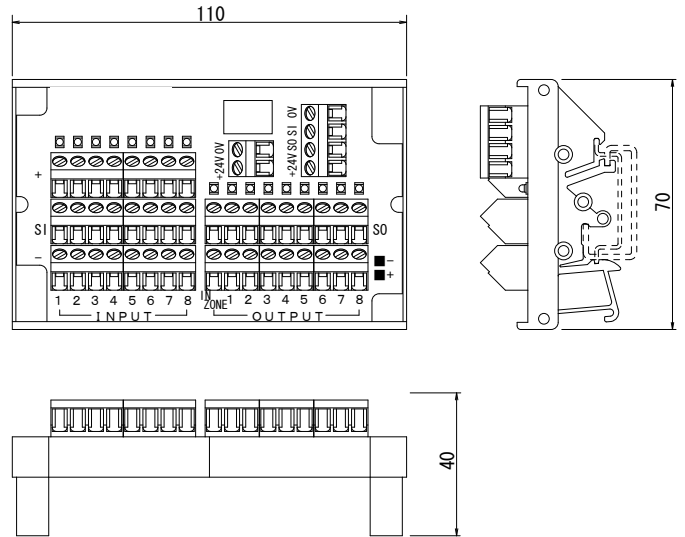 110
+24V SO SI 0V
+24V 0V
+
SI
SO
−
−
+
1 2 3 4 5 6 7 8
IN ZONE 1 2 3 4 5 6 7 8
INPUT
OUTPUT
70
40